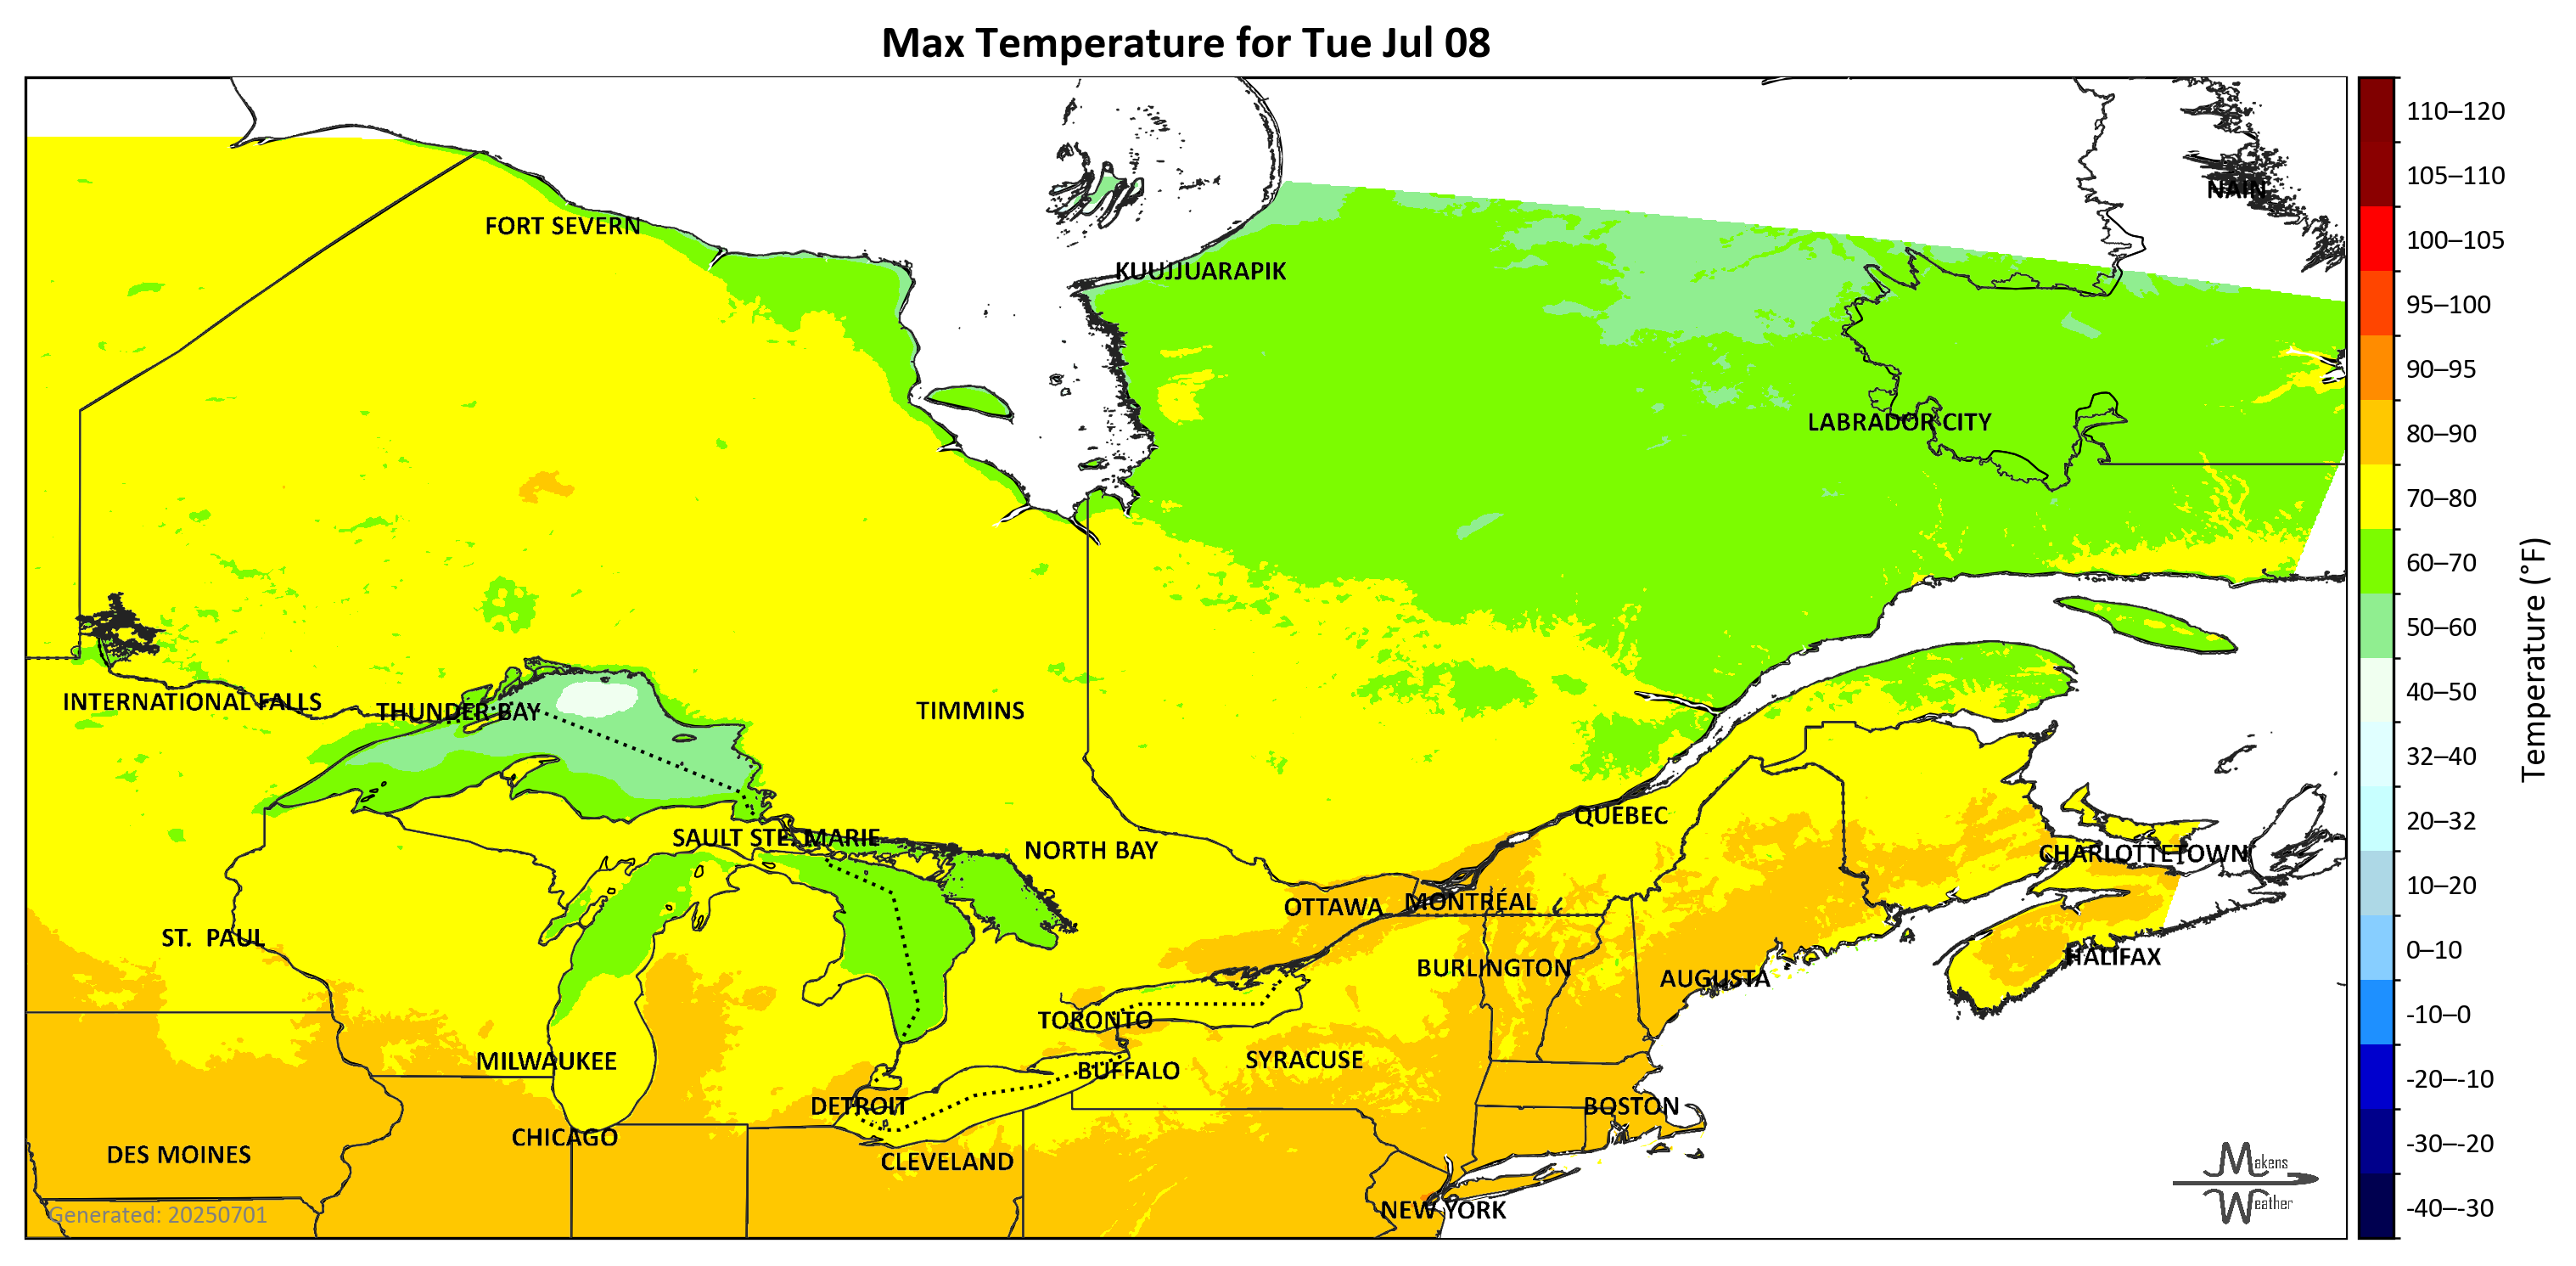 Max Temperature for Tue Jul 08
NAIN
FORT SEVERN
KUUJJUARAPIK
LABRADOR CITY
INTERNATIONAL FALLS
THUNDER BAY
TIMMINS
QUEBEC
SAULT STE. MARIE
NORTH BAY
CHARLOTTETOWN
OTTAWA
MONTRÉAL
ST. PAUL
HALIFAX
BURLINGTON
AUGUSTA
TORONTO
MILWAUKEE
BUFFALO
SYRACUSE
DETROIT
BOSTON
CHICAGO
DES MOINES
CLEVELAND
NEW YORK
Generated: 20250701
Makens
Weather
110–120
105–110
100–105
95–100
90–95
80–90
70–80
60–70
50–60
40–50
32–40
20–32
10–20
0–10
-10–0
-20–-10
-30–-20
-40–-30
Temperature (°F)